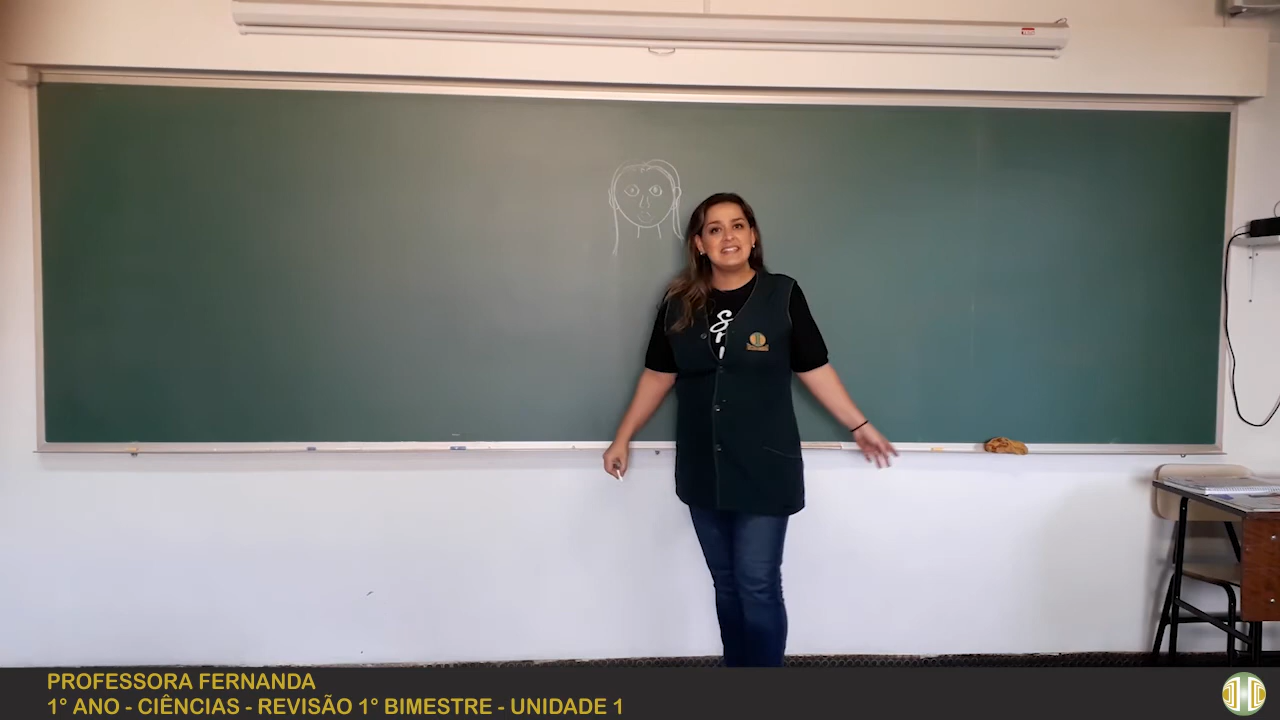 PROFESSORA FERNANDA
1° ANO - CIÊNCIAS - REVISÃO 1° BIMESTRE - UNIDADE 1